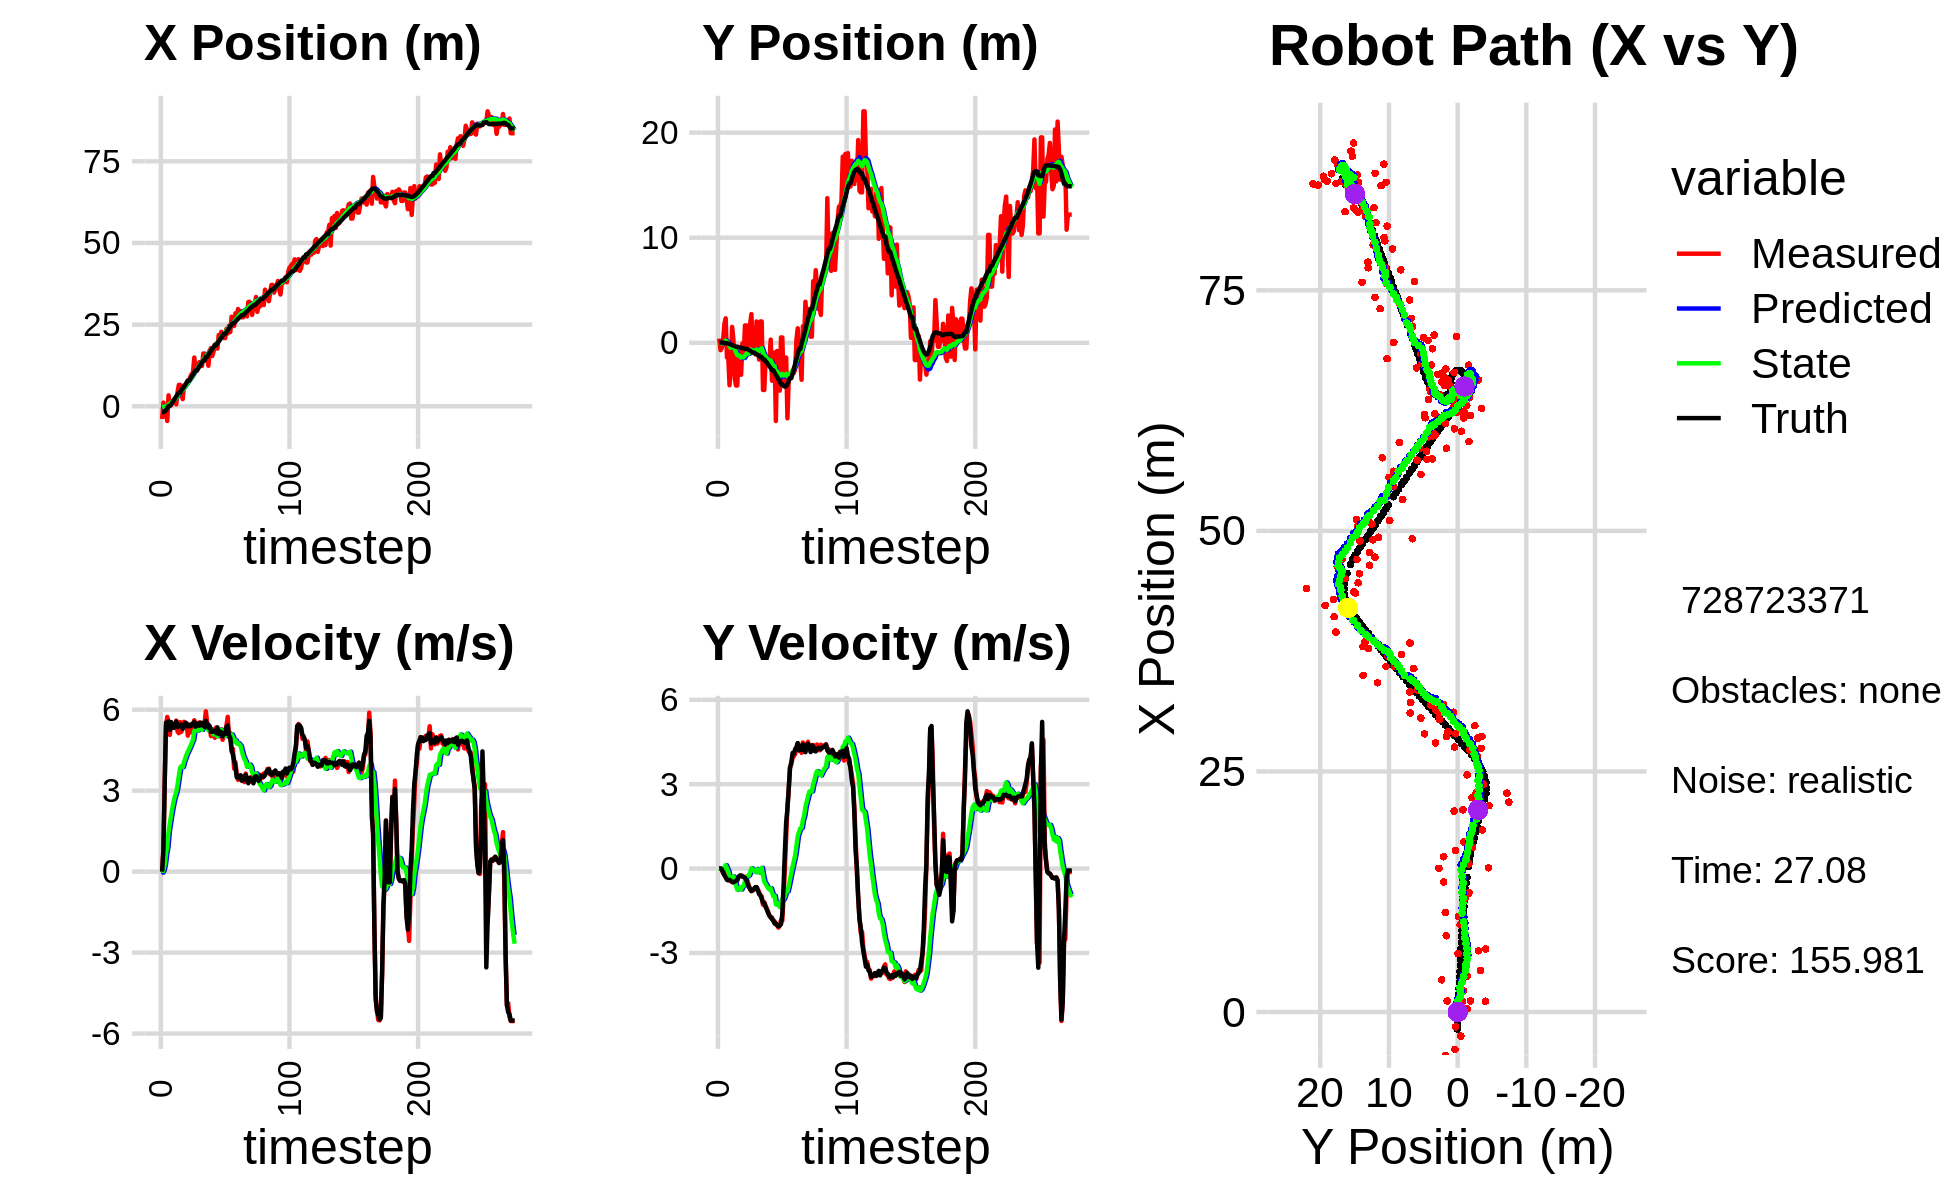 X Position (m)
75
50
25
0
0
100
200
timestep
Y Position (m)
20
10
0
0
100
200
timestep
X Velocity (m/s)
6
3
0
-3
-6
0
100
200
timestep
Y Velocity (m/s)
6
3
0
-3
0
100
200
timestep
Robot Path (X vs Y)
X Position (m)
75
50
25
0
20 10 0 -10 -20
Y Position (m)
variable
Measured
Predicted
State
Truth
728723371
Obstacles: none
Noise: realistic
Time: 27.08
Score: 155.981